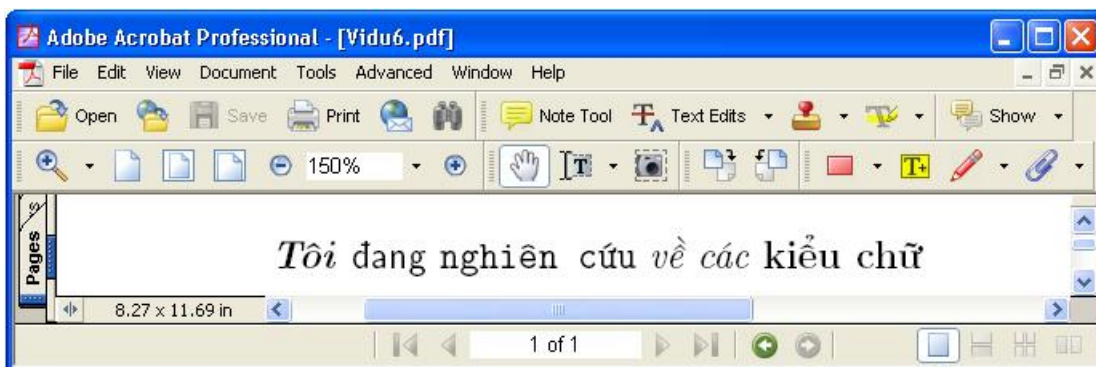 Adobe Acrobat Professional - [Vidu6.pdf]
File Edit View Document Tools Advanced Window Help
Open Save Print Note Tool Text Edits Show
150%
Pages
Tôi đang nghiên cứu về các kiểu chữ
8.27 x 11.69 in
1 of 1